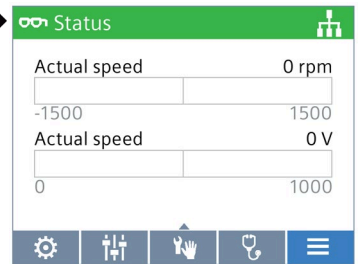 Status
Actual speed 0 rpm
-1500 1500
Actual speed 0 V
0 1000